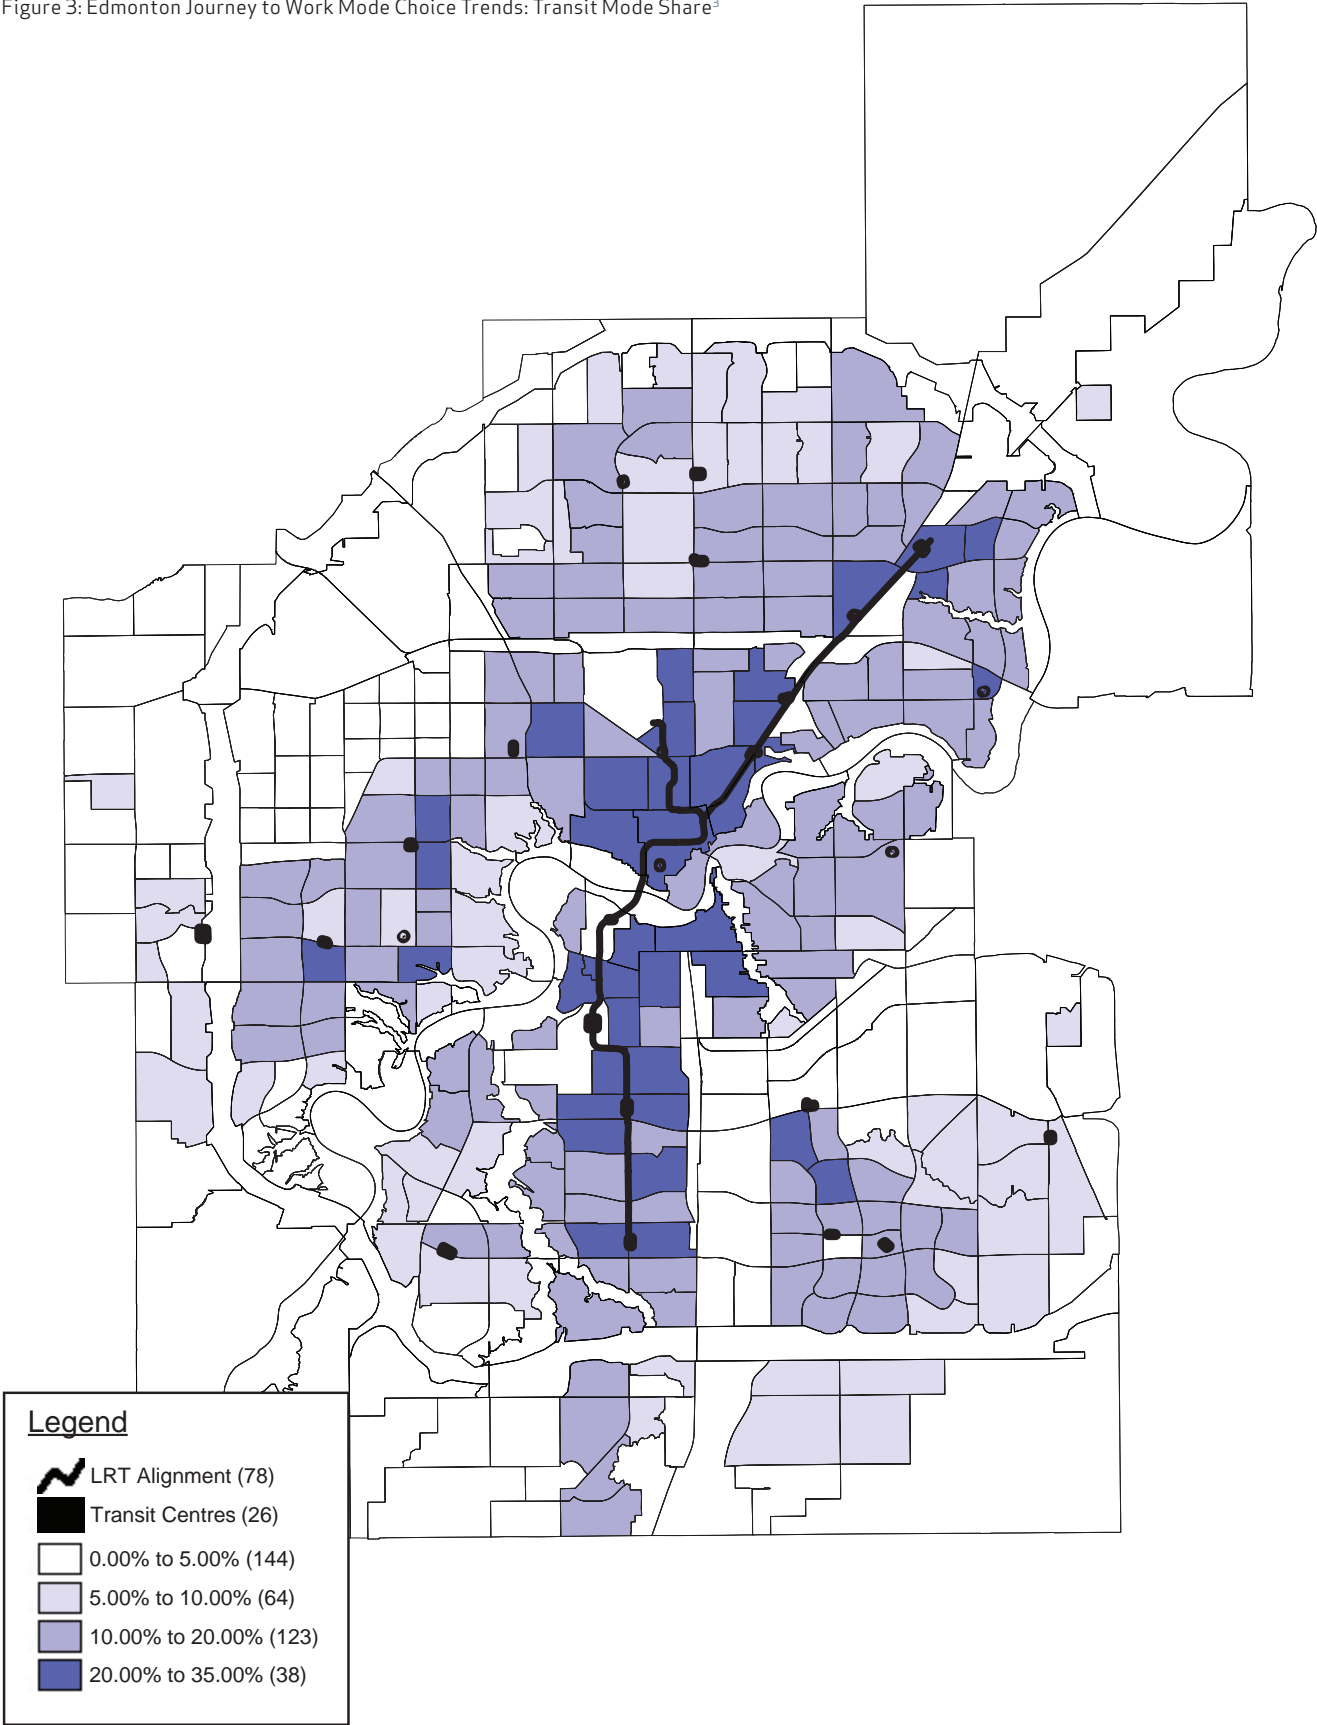 Figure 3: Edmonton Journey to Work Mode Choice Trends: Transit Mode Share³
Legend
LRT Alignment (78)
Transit Centres (26)
0.00% to 5.00% (144)
5.00% to 10.00% (64)
10.00% to 20.00% (123)
20.00% to 35.00% (38)